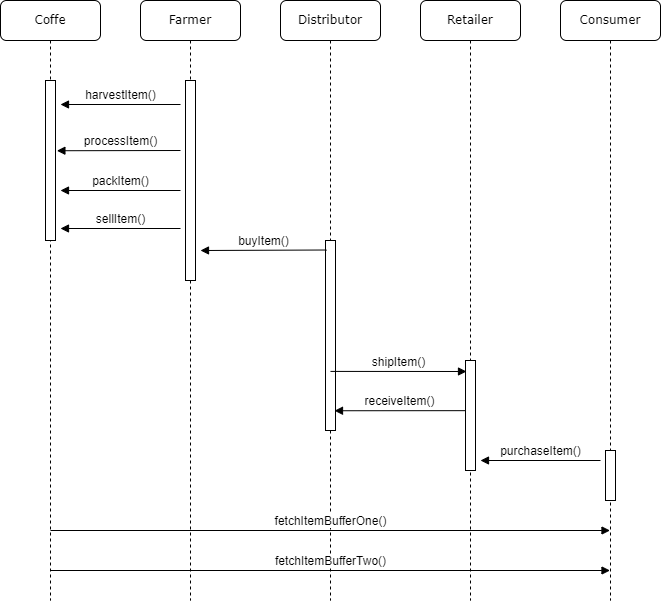 Coffe
Farmer
Distributor
Retailer
Consumer
harvestItem()
processItem()
packItem()
sellItem()
buyItem()
shipItem()
receiveItem()
purchaseItem()
fetchItemBufferOne()
fetchItemBufferTwo()